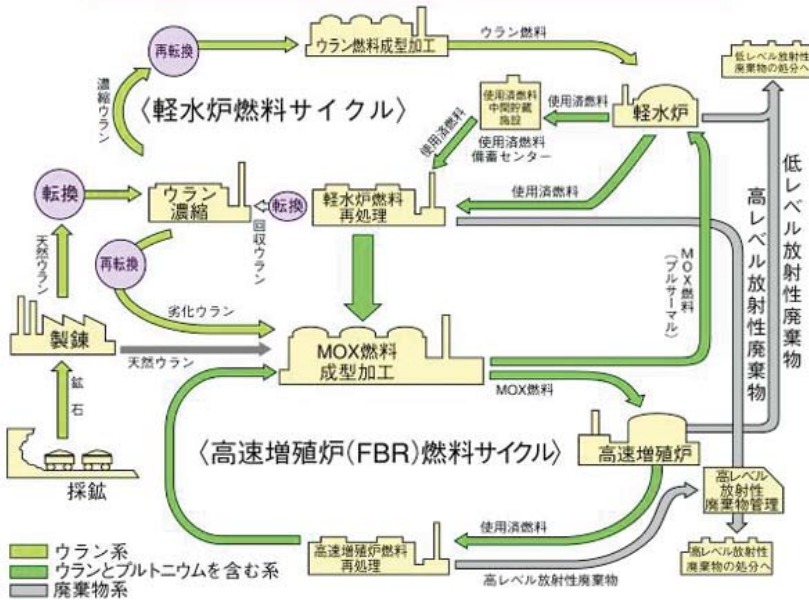 再転換
ウラン燃料成型加工
ウラン燃料
低レベル放射性
廃棄物の処分へ
濃縮ウラン
〈軽水炉燃料サイクル〉
使用済燃料
中間貯蔵
施設
使用済燃料
軽水炉
使用済燃料
使用済燃料
備蓄センター
転換
ウラン
濃縮
転換
軽水炉燃料
再処理
使用済燃料
低レベル放射性廃棄物
高レベル放射性廃棄物
天然ウラン
再転換
回収ウラン
MOX燃料
(プルサーマル)
劣化ウラン
製錬
天然ウラン
MOX燃料
成型加工
MOX燃料
鉱石
〈高速増殖炉(FBR)燃料サイクル〉
高速増殖炉
採鉱
高レベル
放射性
廃棄物管理
使用済燃料
ウラン系
ウランとプルトニウムを含む系
廃棄物系
高速増殖炉燃料
再処理
高レベル放射性廃棄物
高レベル放射性
廃棄物の処分へ